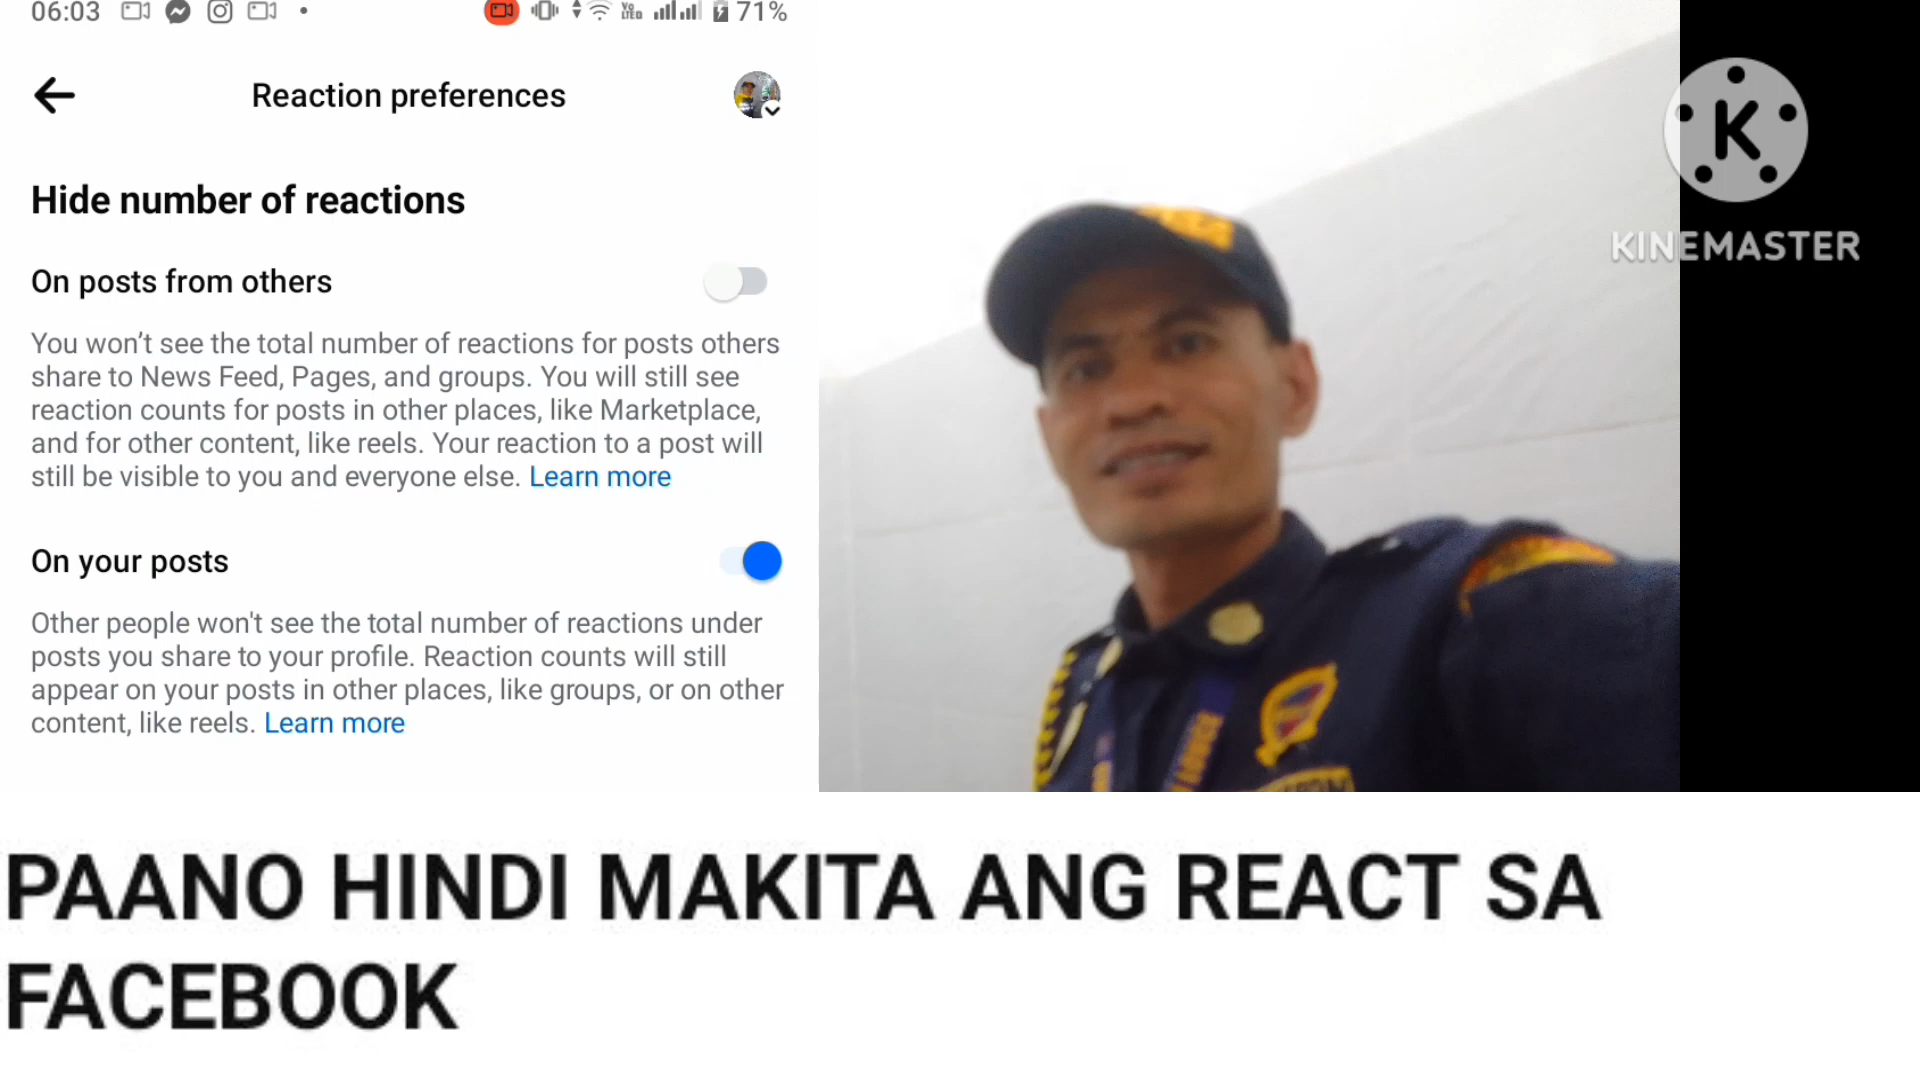 06:03
71%
Reaction preferences
Hide number of reactions
On posts from others
You won’t see the total number of reactions for posts others
share to News Feed, Pages, and groups. You will still see
reaction counts for posts in other places, like Marketplace,
and for other content, like reels. Your reaction to a post will
still be visible to you and everyone else. Learn more
On your posts
Other people won't see the total number of reactions under
posts you share to your profile. Reaction counts will still
appear on your posts in other places, like groups, or on other
content, like reels. Learn more
K
KINEMASTER
PAANO HINDI MAKITA ANG REACT SA
FACEBOOK